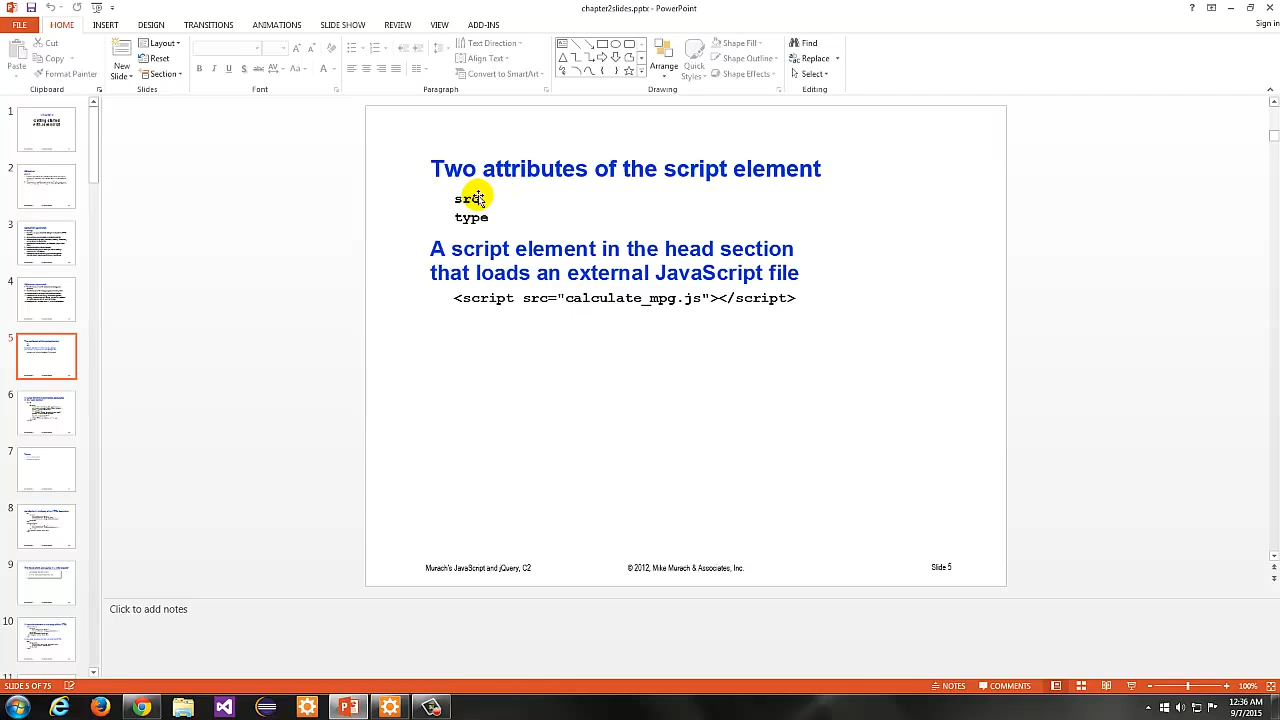 chapter2slides.pptx - PowerPoint
Sign in
FILE HOME INSERT DESIGN TRANSITIONS ANIMATIONS SLIDE SHOW REVIEW VIEW ADD-INS
Paste
Cut
Copy
Format Painter
Clipboard
New Slide
Layout
Reset
Section
Slides
B I U S abc AV Aa A
Font
Text Direction
Align Text
Convert to SmartArt
Paragraph
Arrange
Quick Styles
Shape Fill
Shape Outline
Shape Effects
Drawing
Find
Replace
Select
Editing
1
2
3
4
5
6
7
8
9
10
11
Two attributes of the script element
src
type
A script element in the head section
that loads an external JavaScript file
<script src="calculate_mpg.js"></script>
Murach's JavaScript and jQuery, C2 © 2012, Mike Murach & Associates, Inc. Slide 5
Click to add notes
SLIDE 5 OF 75 NOTES COMMENTS 100%
12:36 AM
9/7/2015